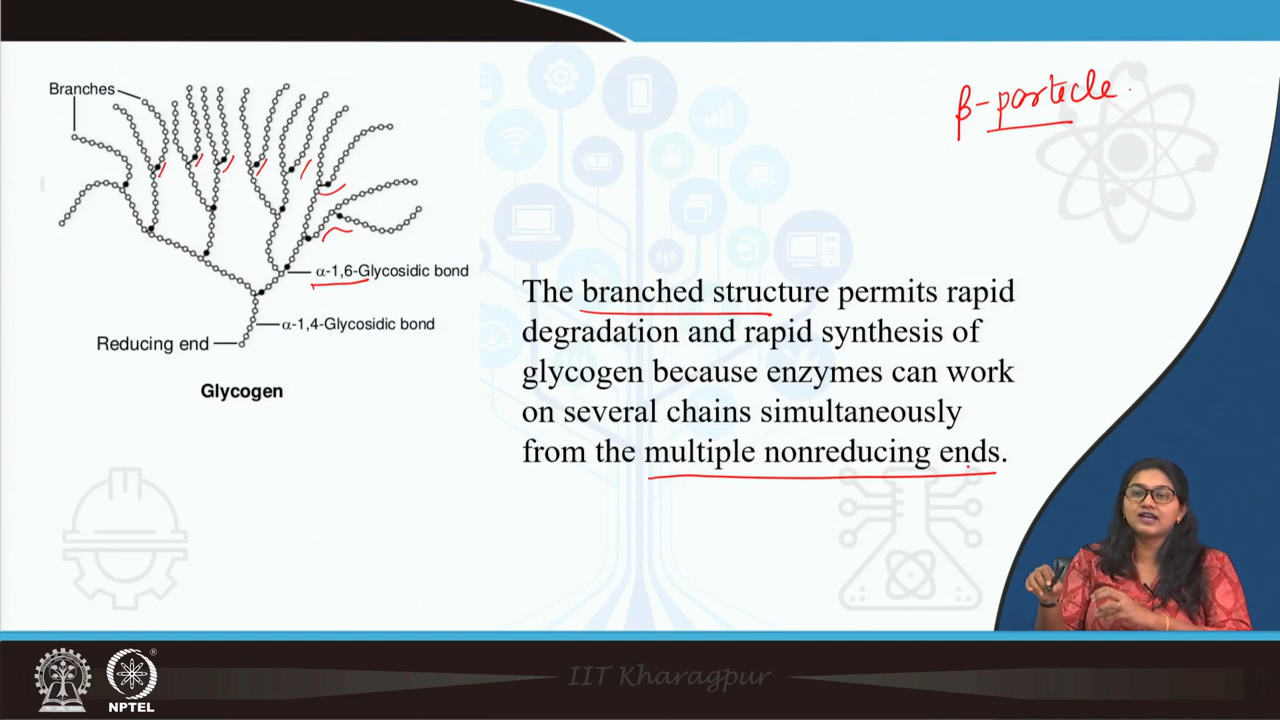 β-particle
Branches
α-1,6-Glycosidic bond
α-1,4-Glycosidic bond
Reducing end
Glycogen
The branched structure permits rapid
degradation and rapid synthesis of
glycogen because enzymes can work
on several chains simultaneously
from the multiple nonreducing ends.
IIT Kharagpur
NPTEL